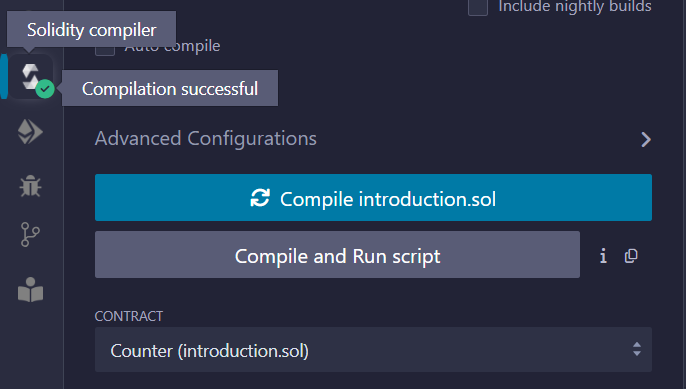 Include nightly builds
Solidity compiler
Auto compile
Compilation successful
Advanced Configurations
Compile introduction.sol
Compile and Run script
CONTRACT
Counter (introduction.sol)